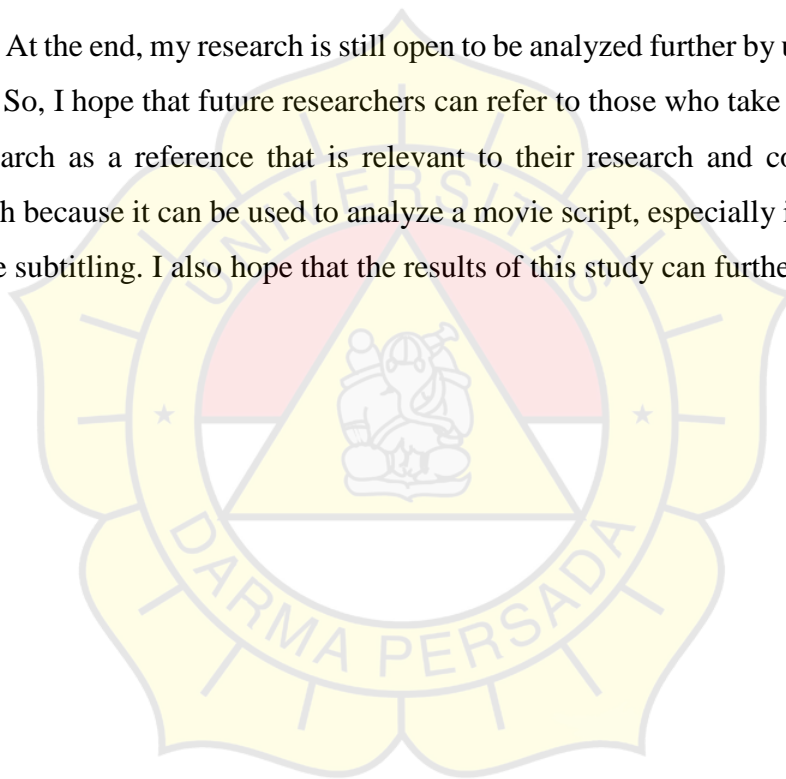 At the end, my research is still open to be analyzed further by u
So, I hope that future researchers can refer to those who take
arch as a reference that is relevant to their research and co
h because it can be used to analyze a movie script, especially i
e subtitling. I also hope that the results of this study can furthe
UNIVERSITAS
DARMA PERSADA